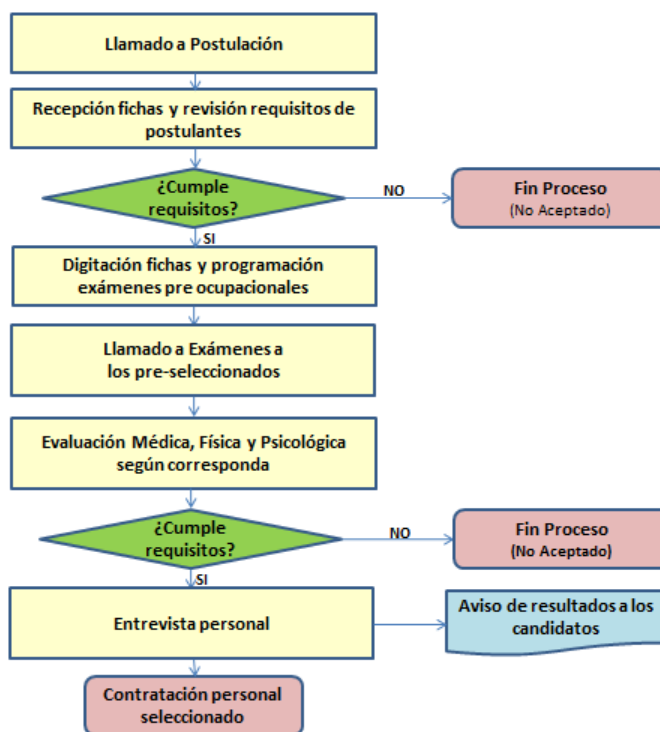 Llamado a Postulación
Recepción fichas y revisión requisitos de
postulantes
¿Cumple
requisitos?
NO
Fin Proceso
(No Aceptado)
SI
Digitación fichas y programación
exámenes pre ocupacionales
Llamado a Exámenes a
los pre-seleccionados
Evaluación Médica, Física y Psicológica
según corresponda
¿Cumple
requisitos?
NO
Fin Proceso
(No Aceptado)
SI
Entrevista personal
Aviso de resultados a los
candidatos
Contratación personal
seleccionado